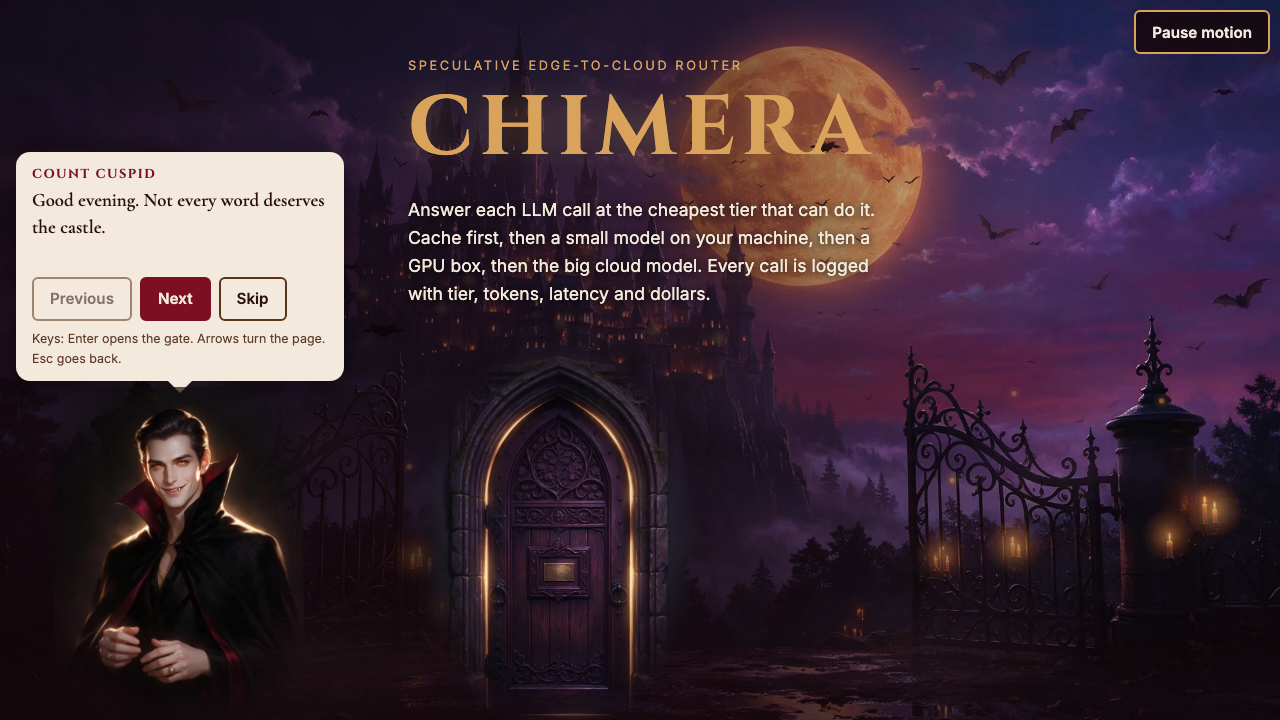 Pause motion
SPECULATIVE EDGE-TO-CLOUD ROUTER
CHIMERA
Answer each LLM call at the cheapest tier that can do it.
Cache first, then a small model on your machine, then a
GPU box, then the big cloud model. Every call is logged
with tier, tokens, latency and dollars.
COUNT CUSPID
Good evening. Not every word deserves
the castle.
Previous Next Skip
Keys: Enter opens the gate. Arrows turn the page.
Esc goes back.